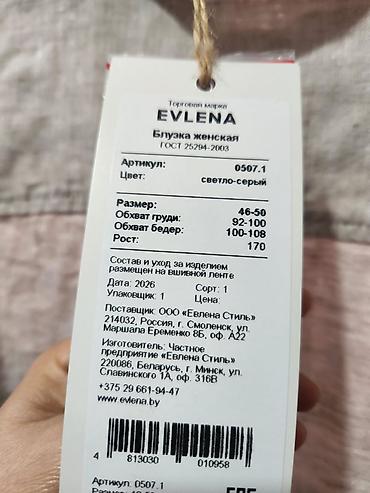 Торговая марка
EVLENA
Блузка женская
ГОСТ 25294-2003
Артикул: 0507.1
Цвет: светло-серый
Размер: 46-50
Обхват груди: 92-100
Обхват бедер: 100-108
Рост: 170
Состав и уход за изделием
размещен на вшивной ленте
Дата: 2026 Сорт: 1
Упаковщик: 1 Цена:
Поставщик: ООО «Евлена Стиль»
214032, Россия, г. Смоленск, ул.
Маршала Еременко 8Б, оф. А22
Изготовитель: Частное
предприятие «Евлена Стиль»
220086, Беларусь, г. Минск, ул.
Славинского 1А, оф. 316В
+375 29 661-94-47
www.evlena.by
4 813030 010958
Артикул: 0507.1